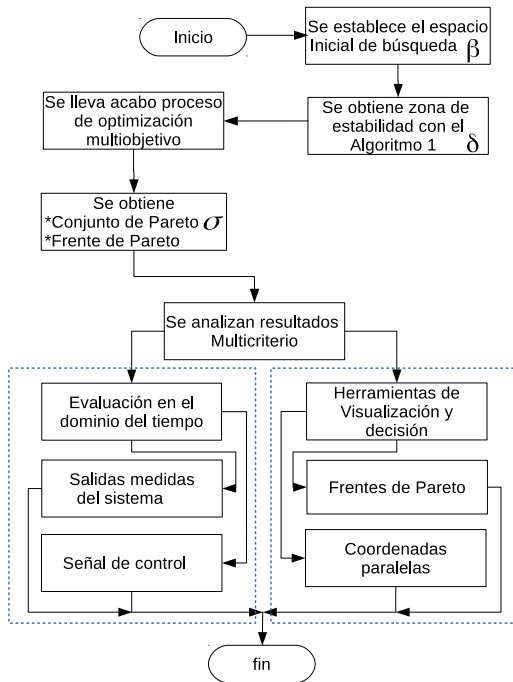 Inicio
Se establece el espacio
Inicial de búsqueda β
Se obtiene zona de
estabilidad con el
Algoritmo 1 δ
Se lleva acabo proceso
de optimización
multiobjetivo
Se obtiene
*Conjunto de Pareto σ
*Frente de Pareto
Se analizan resultados
Multicriterio
Evaluación en el
dominio del tiempo
Salidas medidas
del sistema
Señal de control
Herramientas de
Visualización y
decisión
Frentes de Pareto
Coordenadas
paralelas
fin